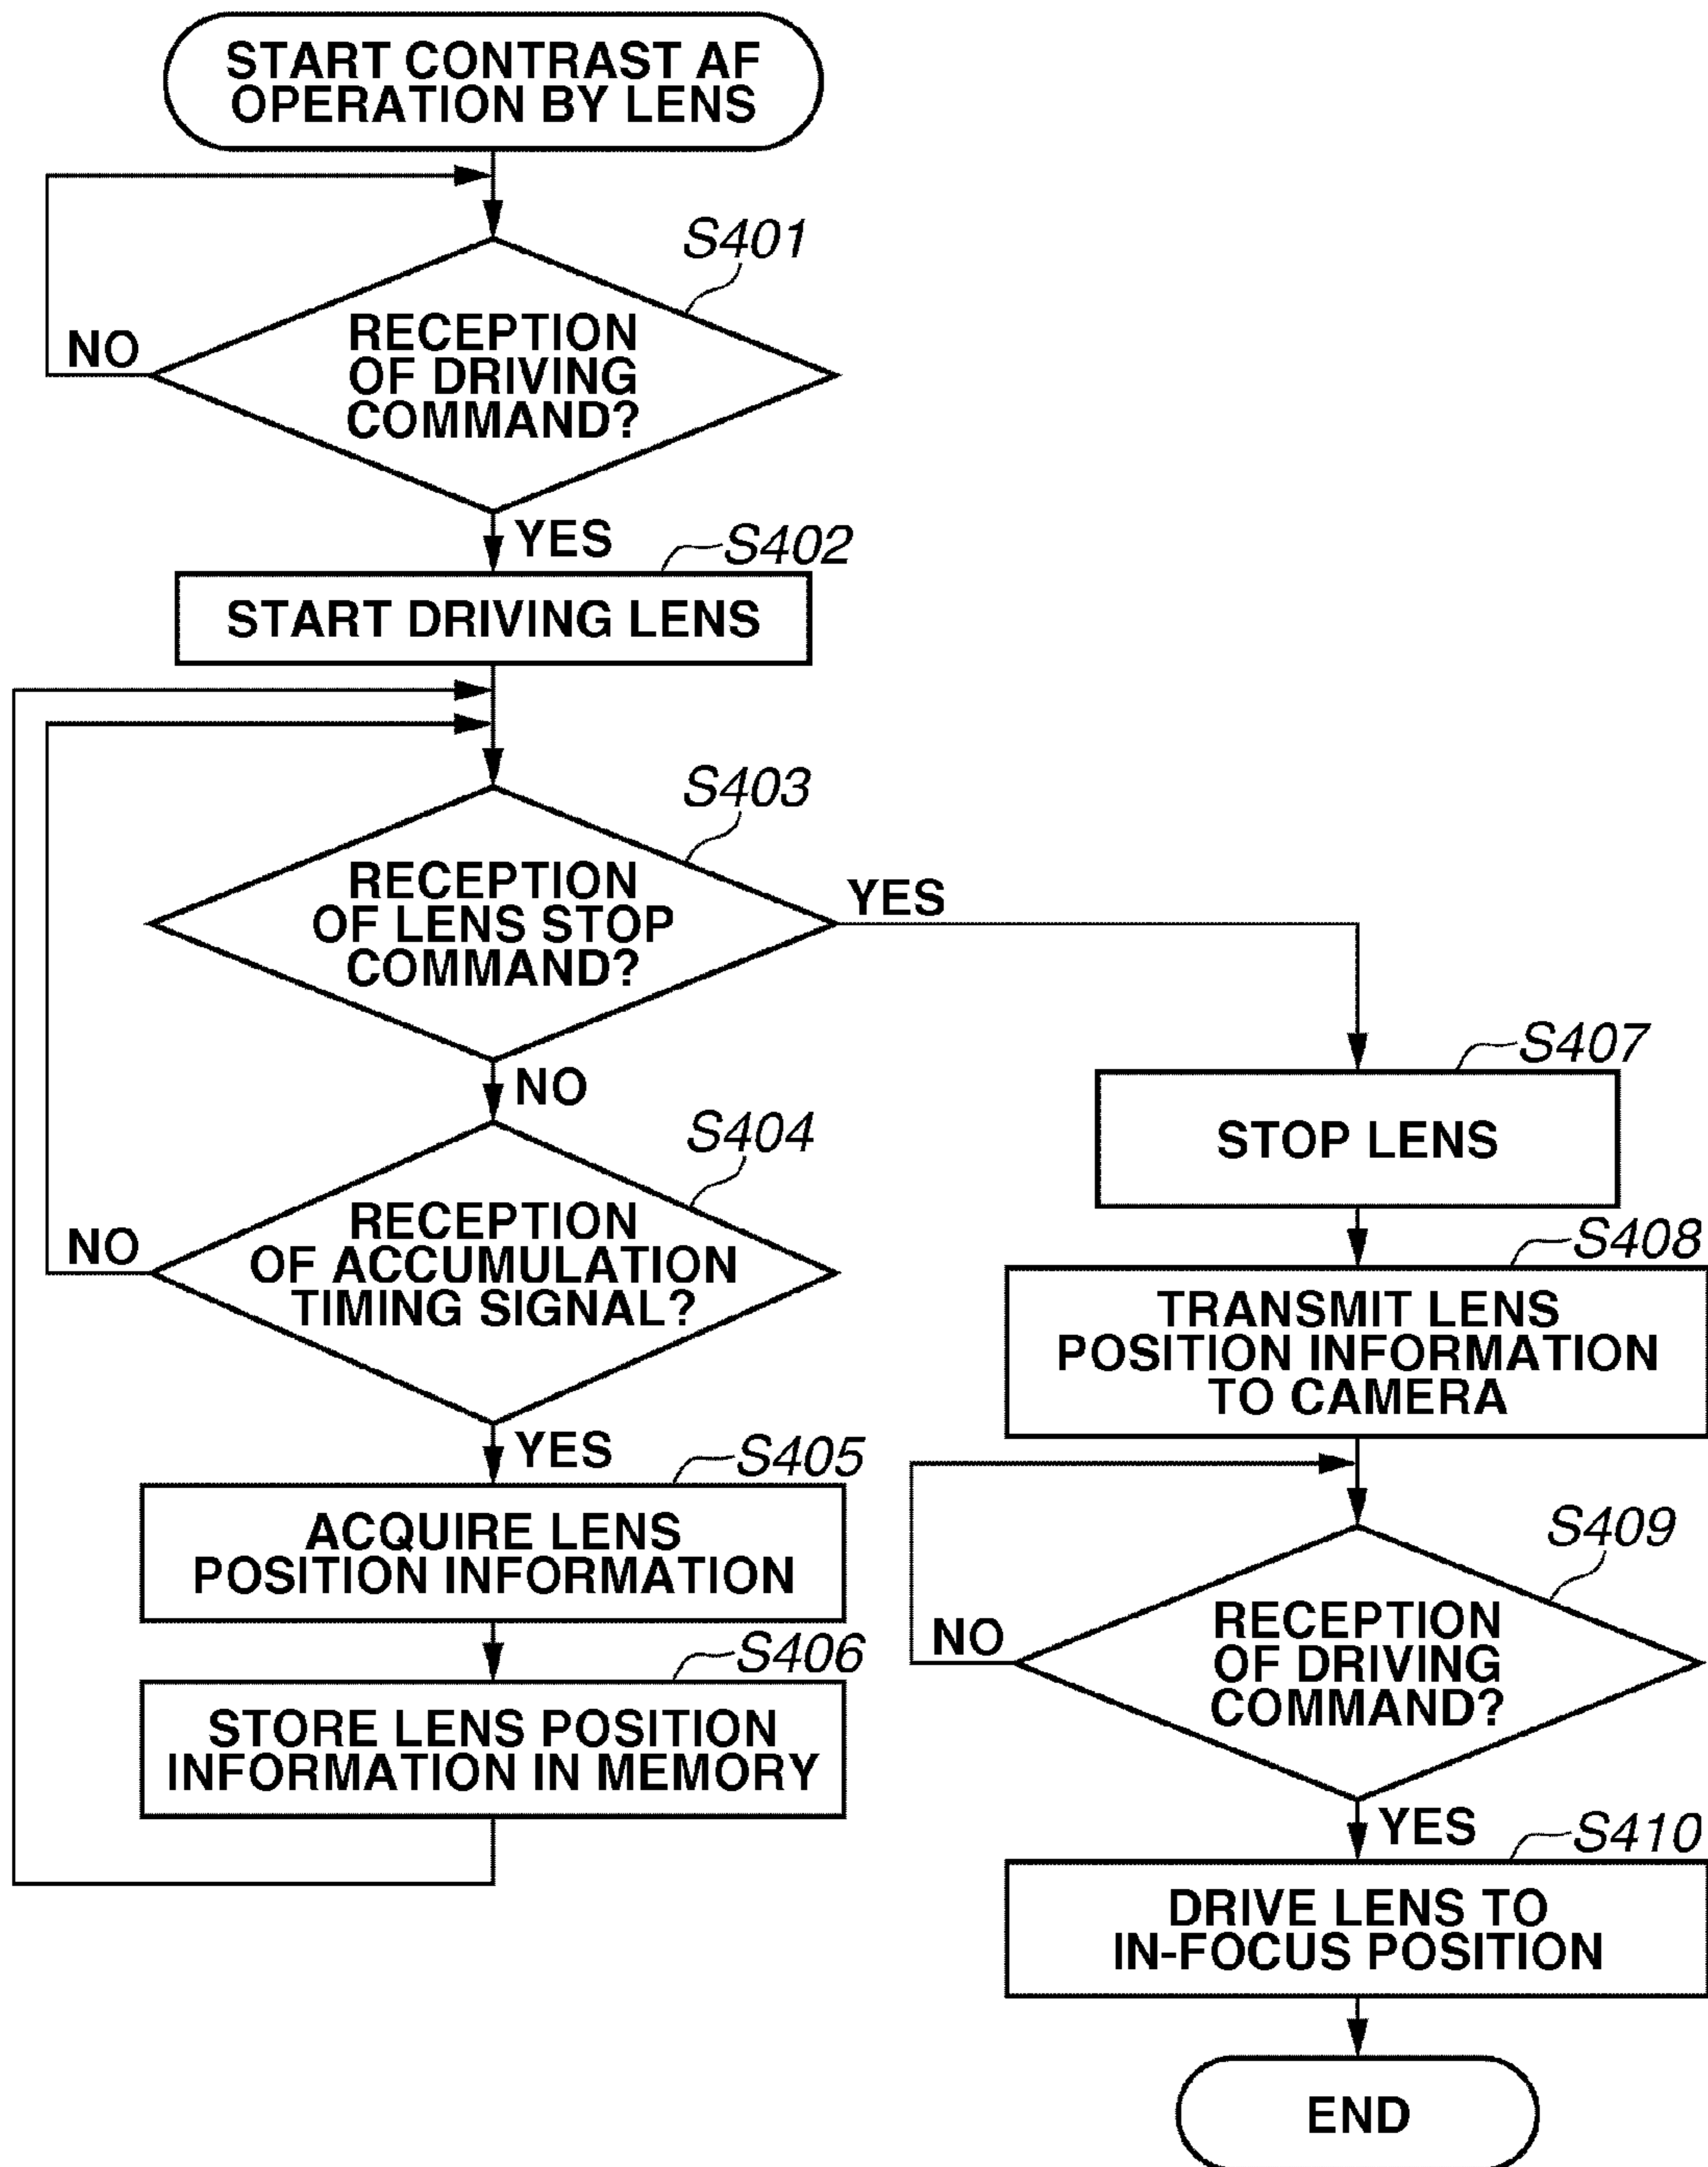 START CONTRAST AF
OPERATION BY LENS
S401
RECEPTION
OF DRIVING
COMMAND?
NO
YES
S402
START DRIVING LENS
S403
RECEPTION
OF LENS STOP
COMMAND?
YES
NO
S404
RECEPTION
OF ACCUMULATION
TIMING SIGNAL?
NO
YES
S405
ACQUIRE LENS
POSITION INFORMATION
S406
STORE LENS POSITION
INFORMATION IN MEMORY
S407
STOP LENS
S408
TRANSMIT LENS
POSITION INFORMATION
TO CAMERA
S409
RECEPTION
OF DRIVING
COMMAND?
NO
YES
S410
DRIVE LENS TO
IN-FOCUS POSITION
END